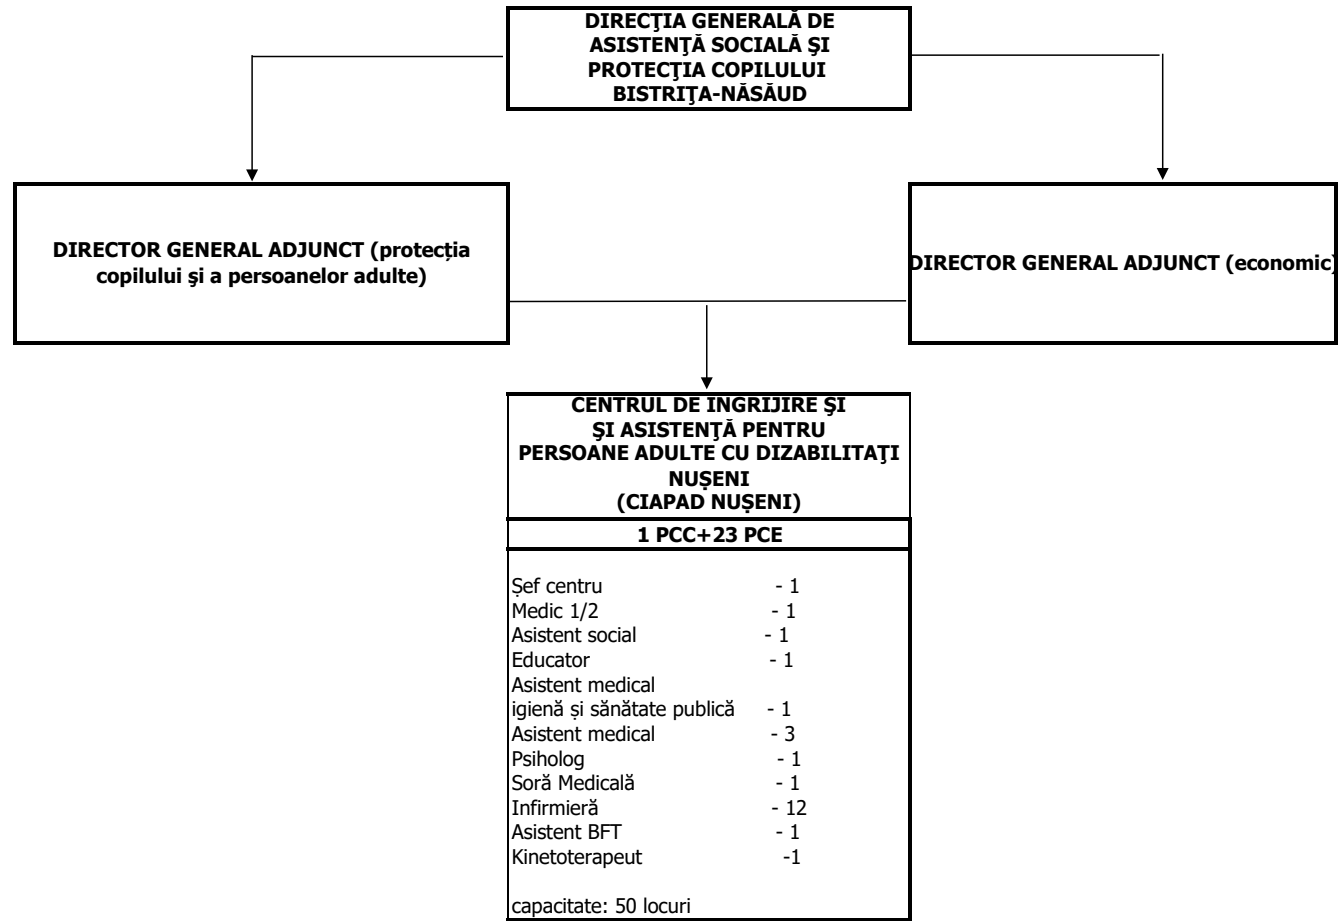 DIRECŢIA GENERALĂ DE
ASISTENŢĂ SOCIALĂ ŞI
PROTECŢIA COPILULUI
BISTRIŢA-NĂSĂUD
DIRECTOR GENERAL ADJUNCT (protecția
copilului şi a persoanelor adulte)
DIRECTOR GENERAL ADJUNCT (economic)
CENTRUL DE INGRIJIRE ŞI
ŞI ASISTENŢĂ PENTRU
PERSOANE ADULTE CU DIZABILITAŢI
NUȘENI
(CIAPAD NUȘENI)
1 PCC+23 PCE
Șef centru - 1
Medic 1/2 - 1
Asistent social - 1
Educator - 1
Asistent medical
igienă și sănătate publică - 1
Asistent medical - 3
Psiholog - 1
Soră Medicală - 1
Infirmieră - 12
Asistent BFT - 1
Kinetoterapeut -1
capacitate: 50 locuri